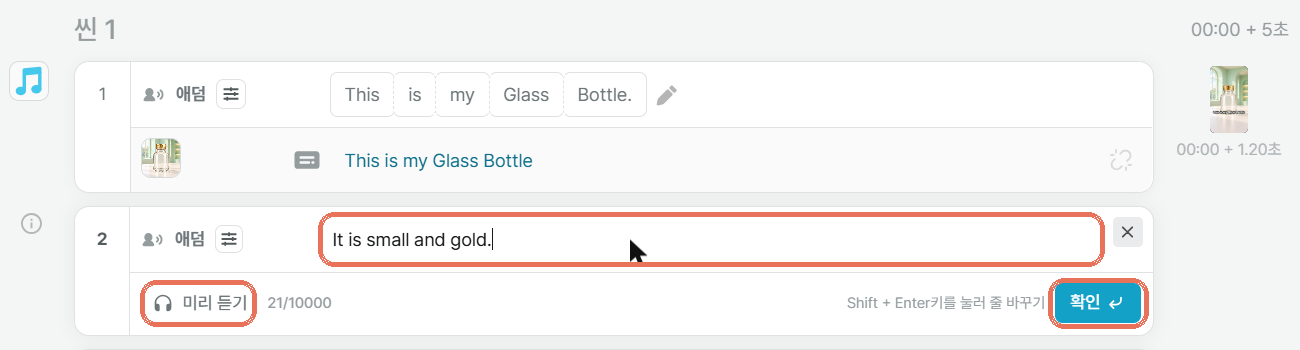 씬 1
00:00 + 5초
1 애덤 This is my Glass Bottle.
This is my Glass Bottle
00:00 + 1.20초
2 애덤 It is small and gold.
미리 듣기 21/10000 Shift + Enter키를 눌러 줄 바꾸기 확인